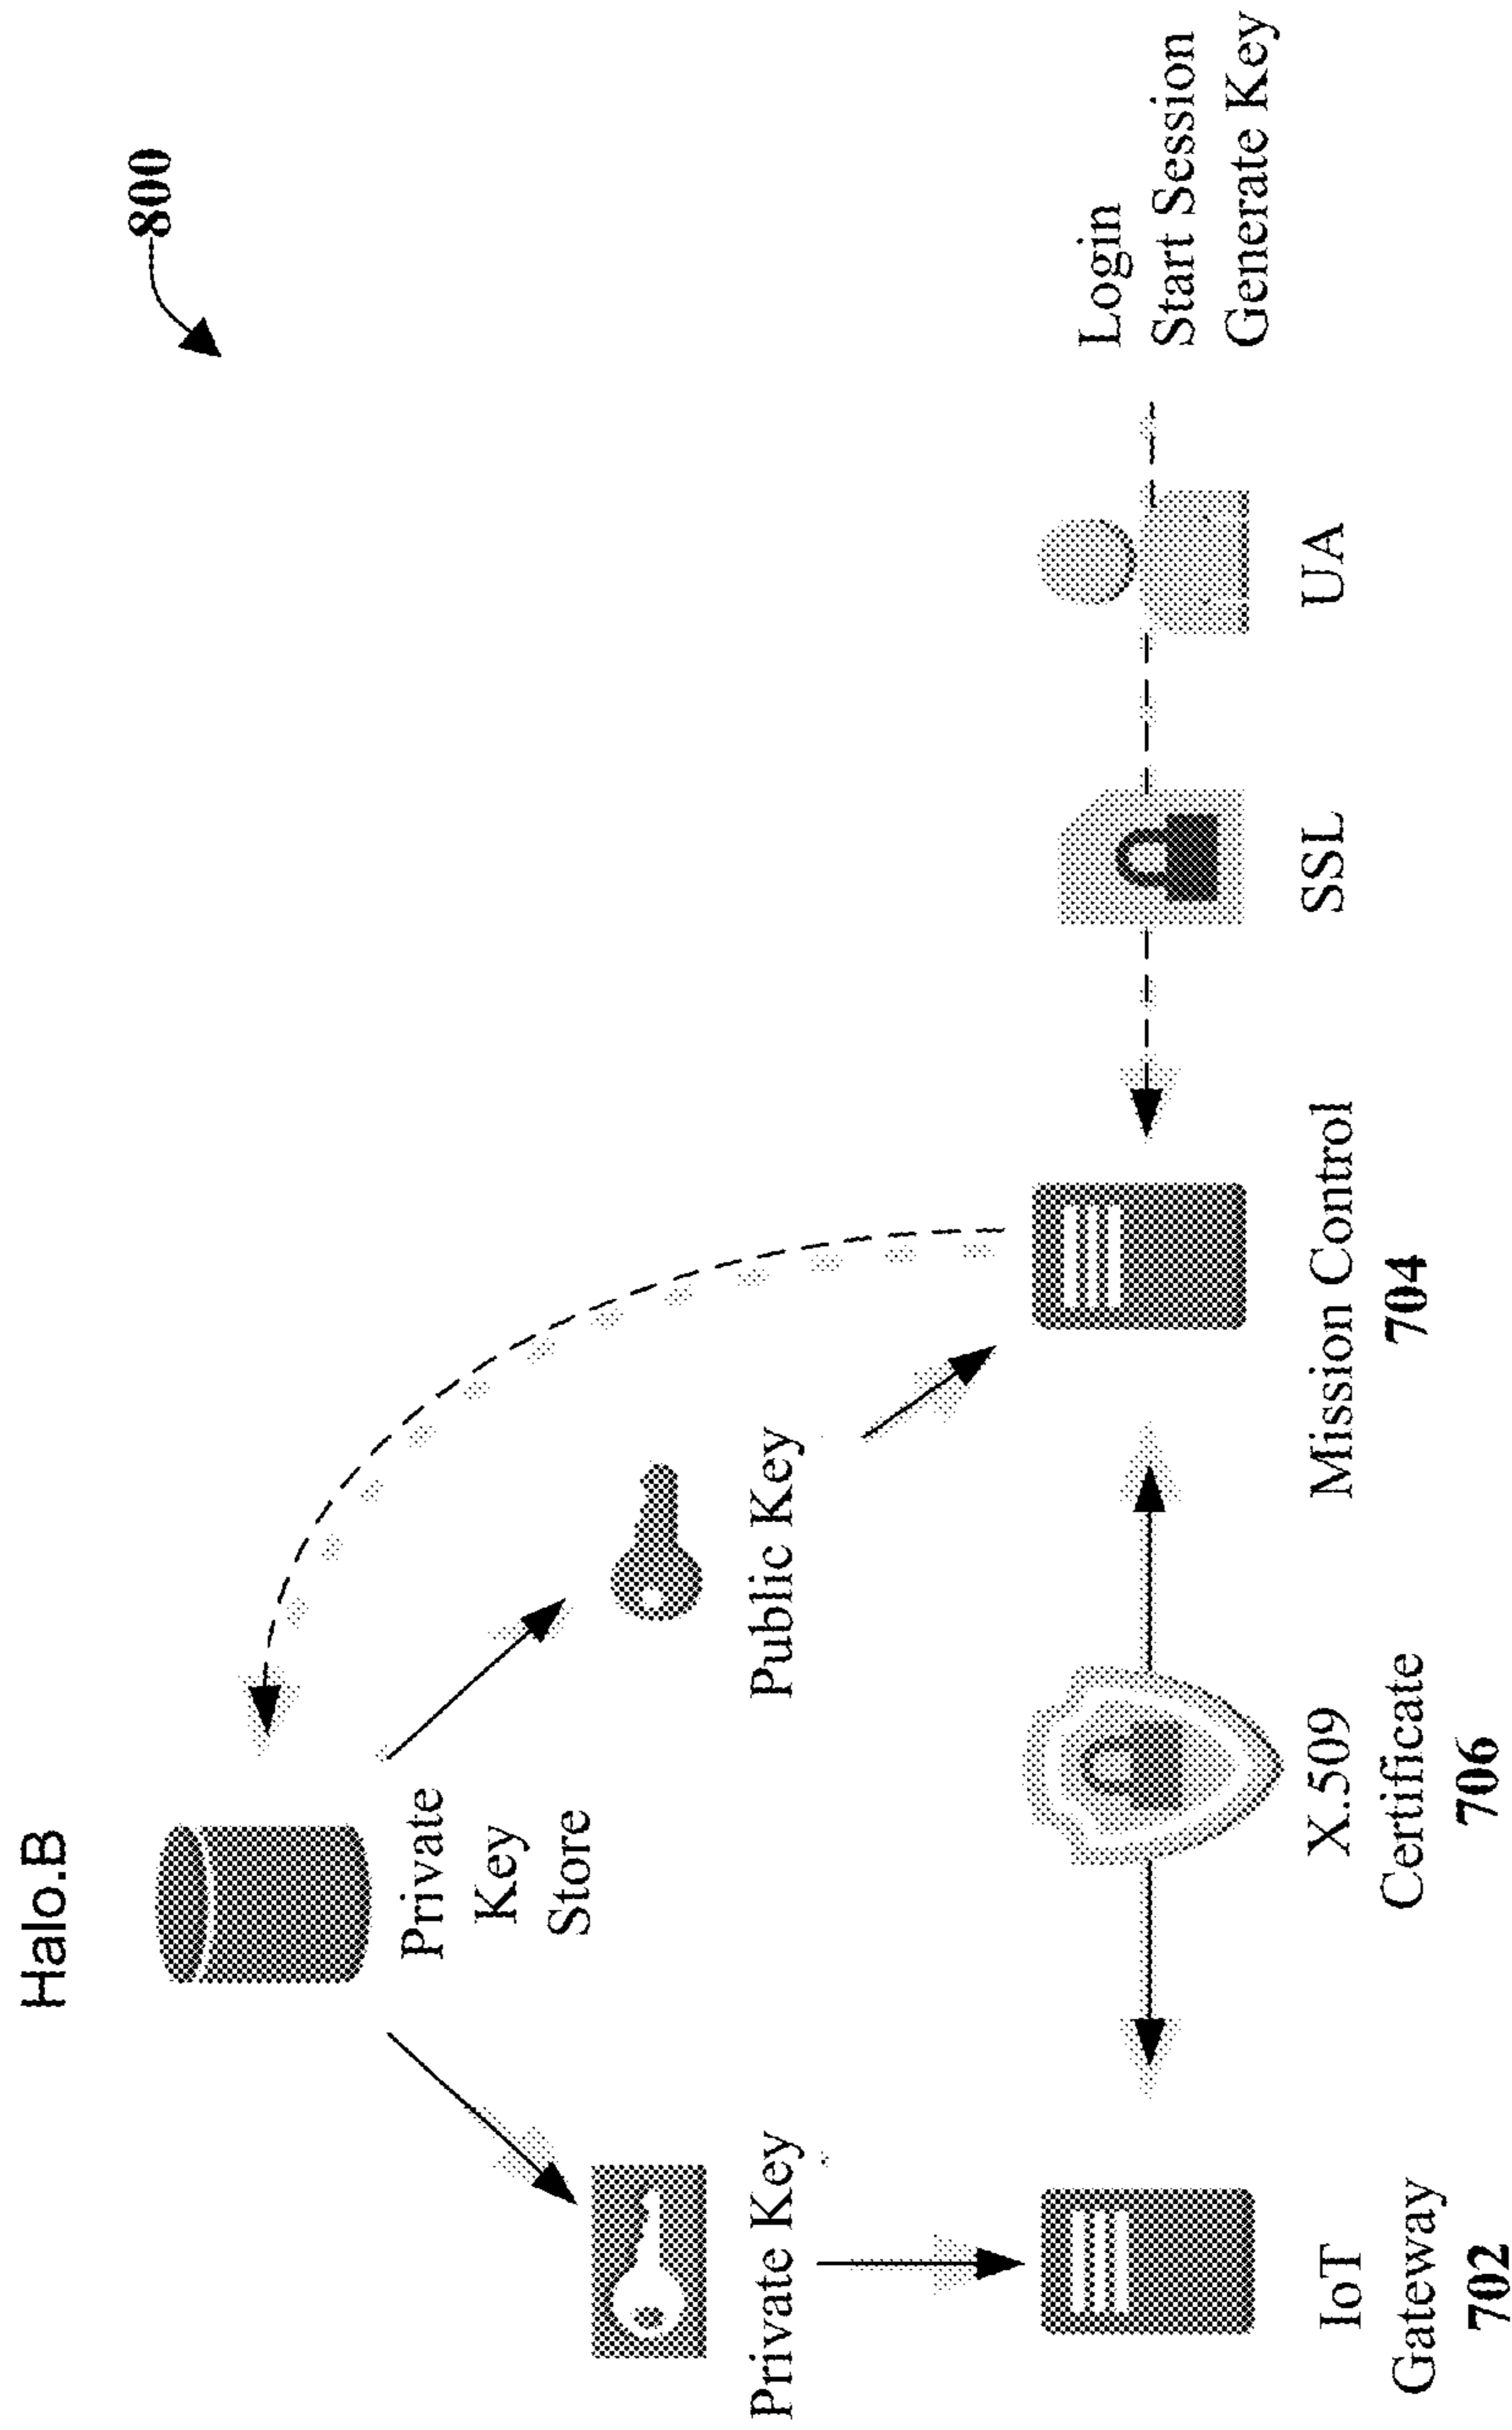 800
Halo.B
Private
Key
Store
Private Key
Public Key
IoT
Gateway
702
X.509
Certificate
706
Mission Control
704
SSL
UA
Login
Start Session
Generate Key